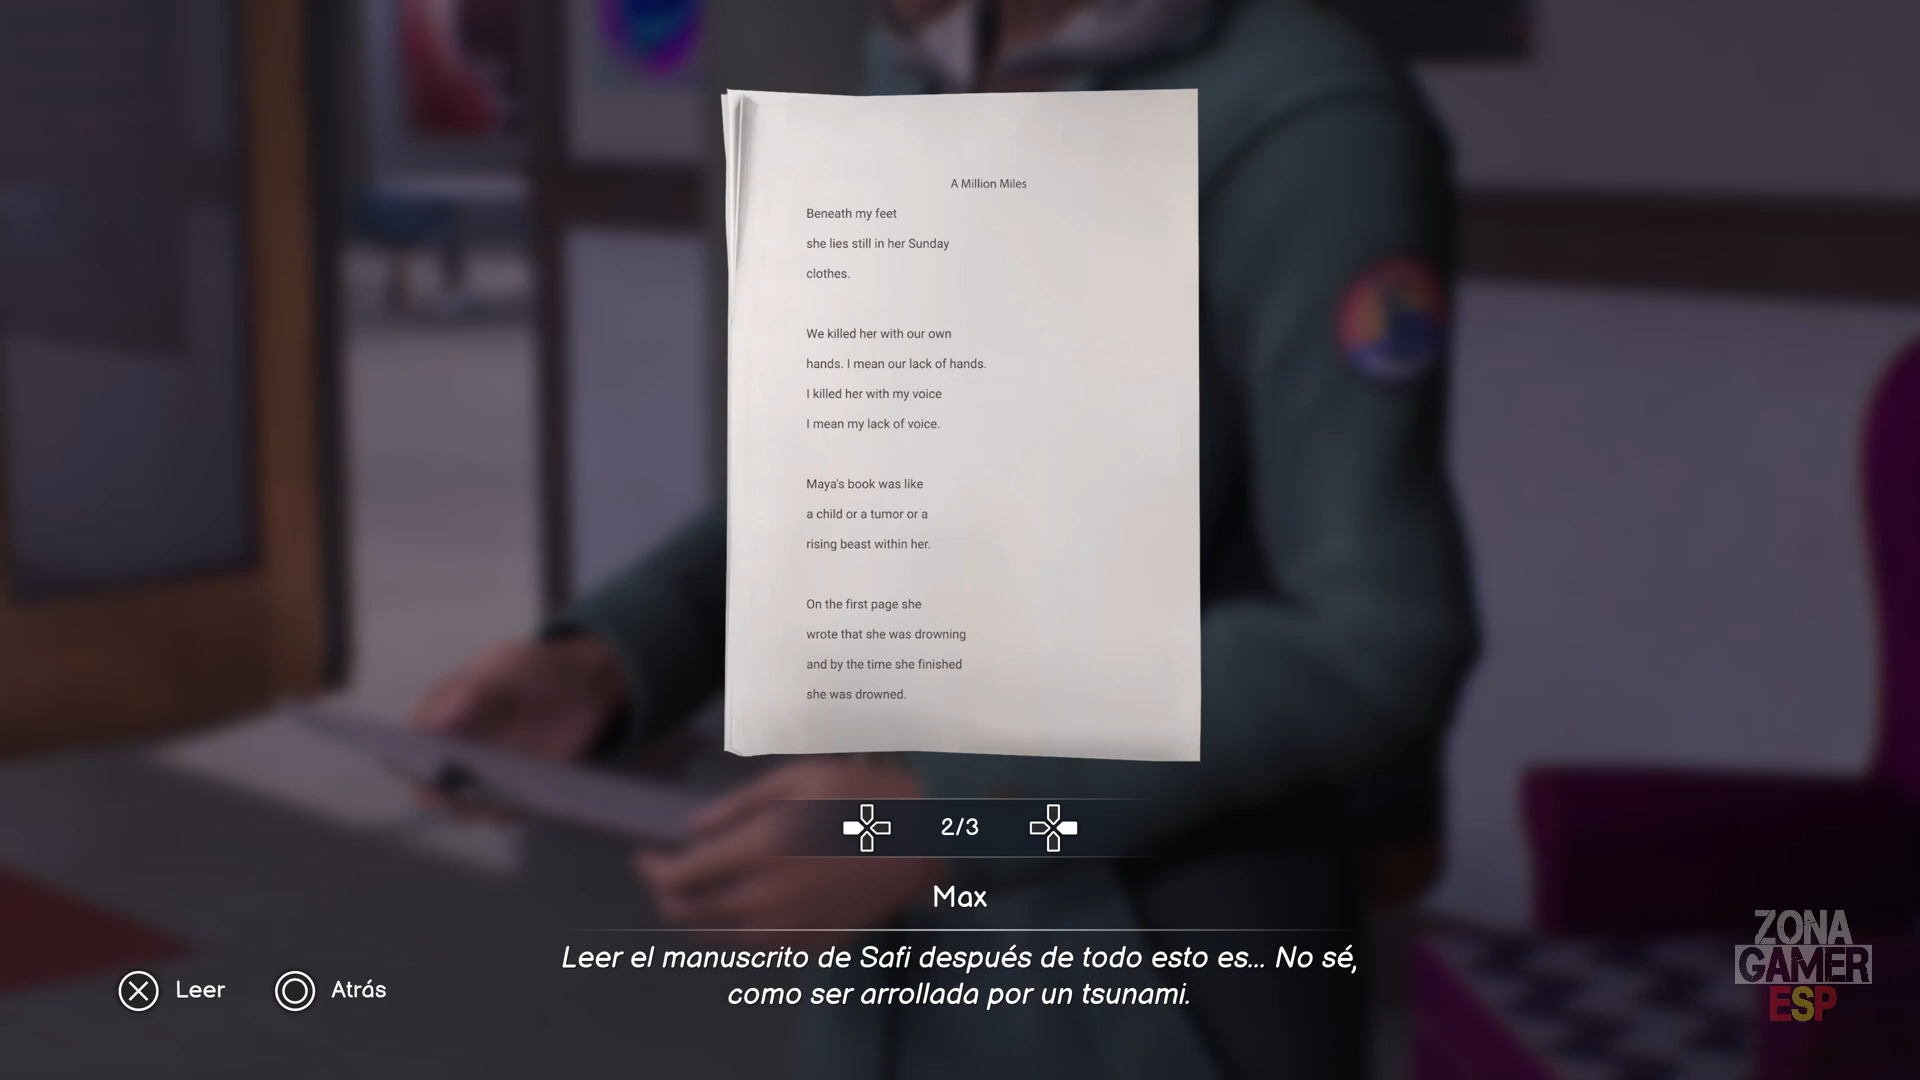 A Million Miles
Beneath my feet
she lies still in her Sunday
clothes.
We killed her with our own
hands. I mean our lack of hands.
I killed her with my voice
I mean my lack of voice.
Maya's book was like
a child or a tumor or a
rising beast within her.
On the first page she
wrote that she was drowning
and by the time she finished
she was drowned.
2/3
Max
Leer el manuscrito de Safi después de todo esto es... No sé,
como ser arrollada por un tsunami.
Leer
Atrás
ZONA
GAMER
ESP